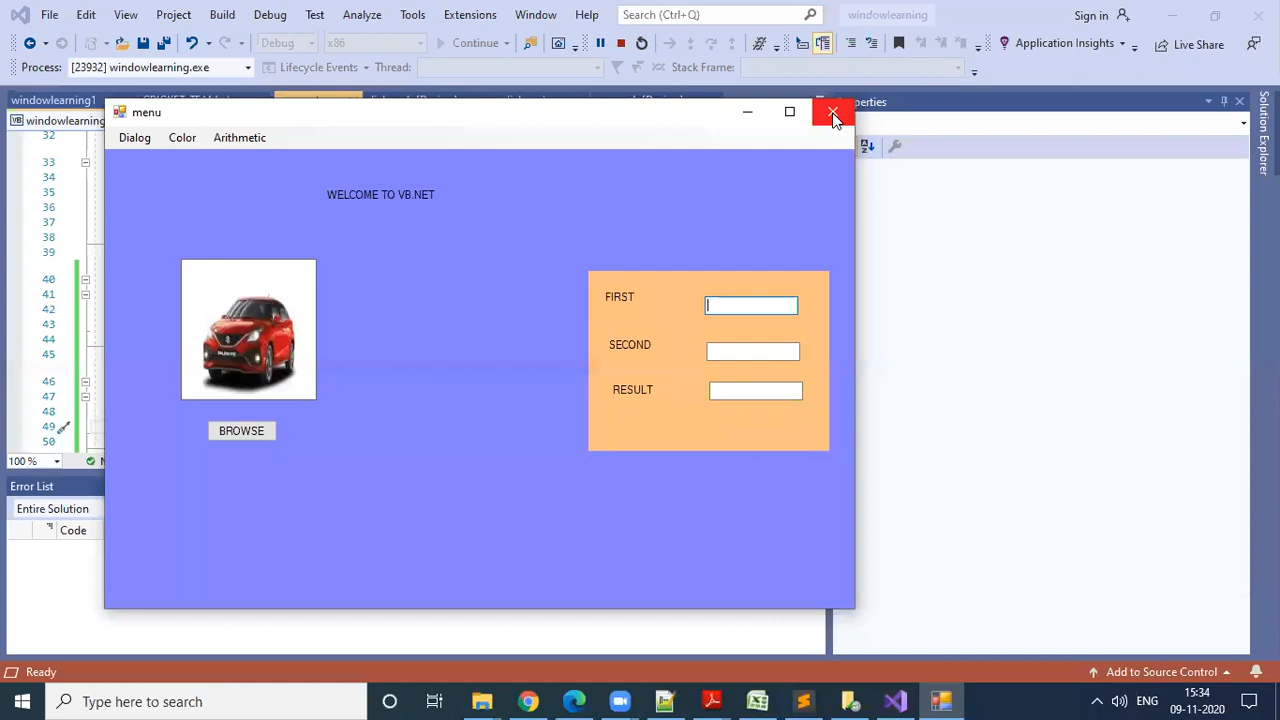 File Edit View Project Build Debug Test Analyze Tools Extensions Window Help Search (Ctrl+Q) windowlearning Sign in
Debug x86 Continue Application Insights Live Share
Process: [23932] windowlearning.exe Lifecycle Events Thread: Stack Frame:
windowlearning1
menu
Properties
windowlearning
Dialog Color Arithmetic
Solution Explorer
WELCOME TO VB.NET
32
33
34
35
36
37
38
39
40
41
42
43
44
45
46
47
48
49
50
FIRST
SECOND
RESULT
BROWSE
100 %
Error List
Entire Solution
Code
Ready
Add to Source Control
Type here to search
ENG
15:34
09-11-2020